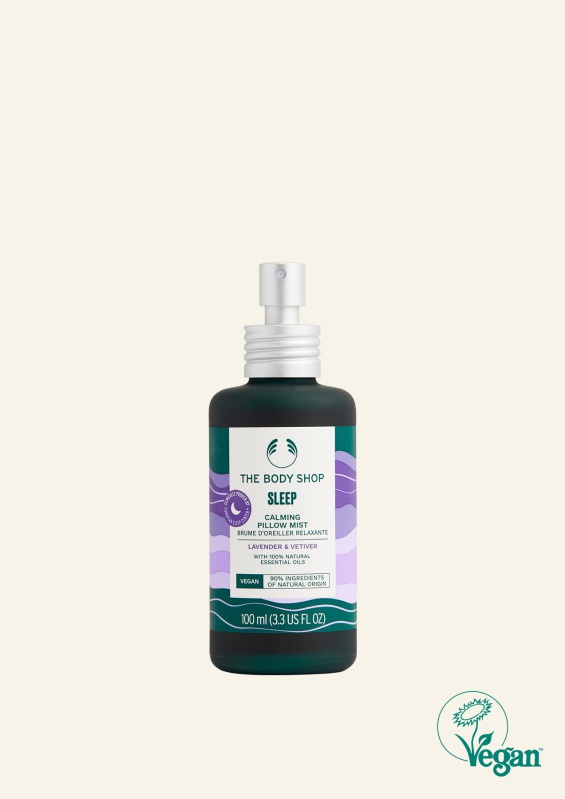 THE BODY SHOP
SLEEP
CALMING
PILLOW MIST
BRUME D'OREILLER RELAXANTE
LAVENDER & VETIVER
WITH 100% NATURAL
ESSENTIAL OILS
VEGAN
90% INGREDIENTS
OF NATURAL ORIGIN
100 ml (3.3 US FL OZ)
Vegan™